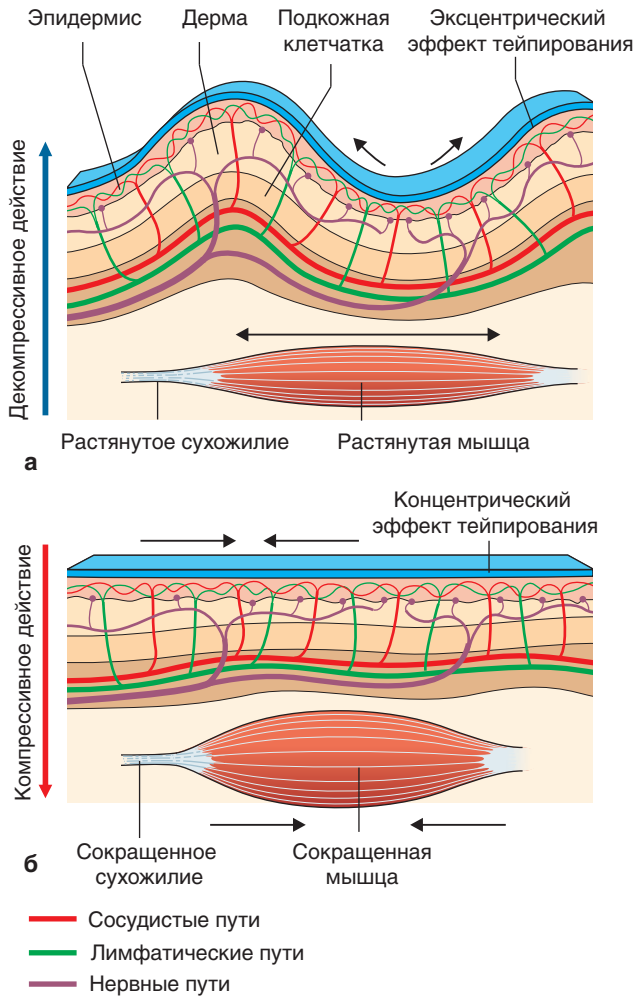 Эпидермис
Дерма
Подкожная
клетчатка
Эксцентрический
эффект тейпирования
Декомпрессивное действие
Растянутое сухожилие
Растянутая мышца
а
Концентрический
эффект тейпирования
Компрессивное действие
Сокращенное
сухожилие
Сокращенная
мышца
б
Сосудистые пути
Лимфатические пути
Нервные пути